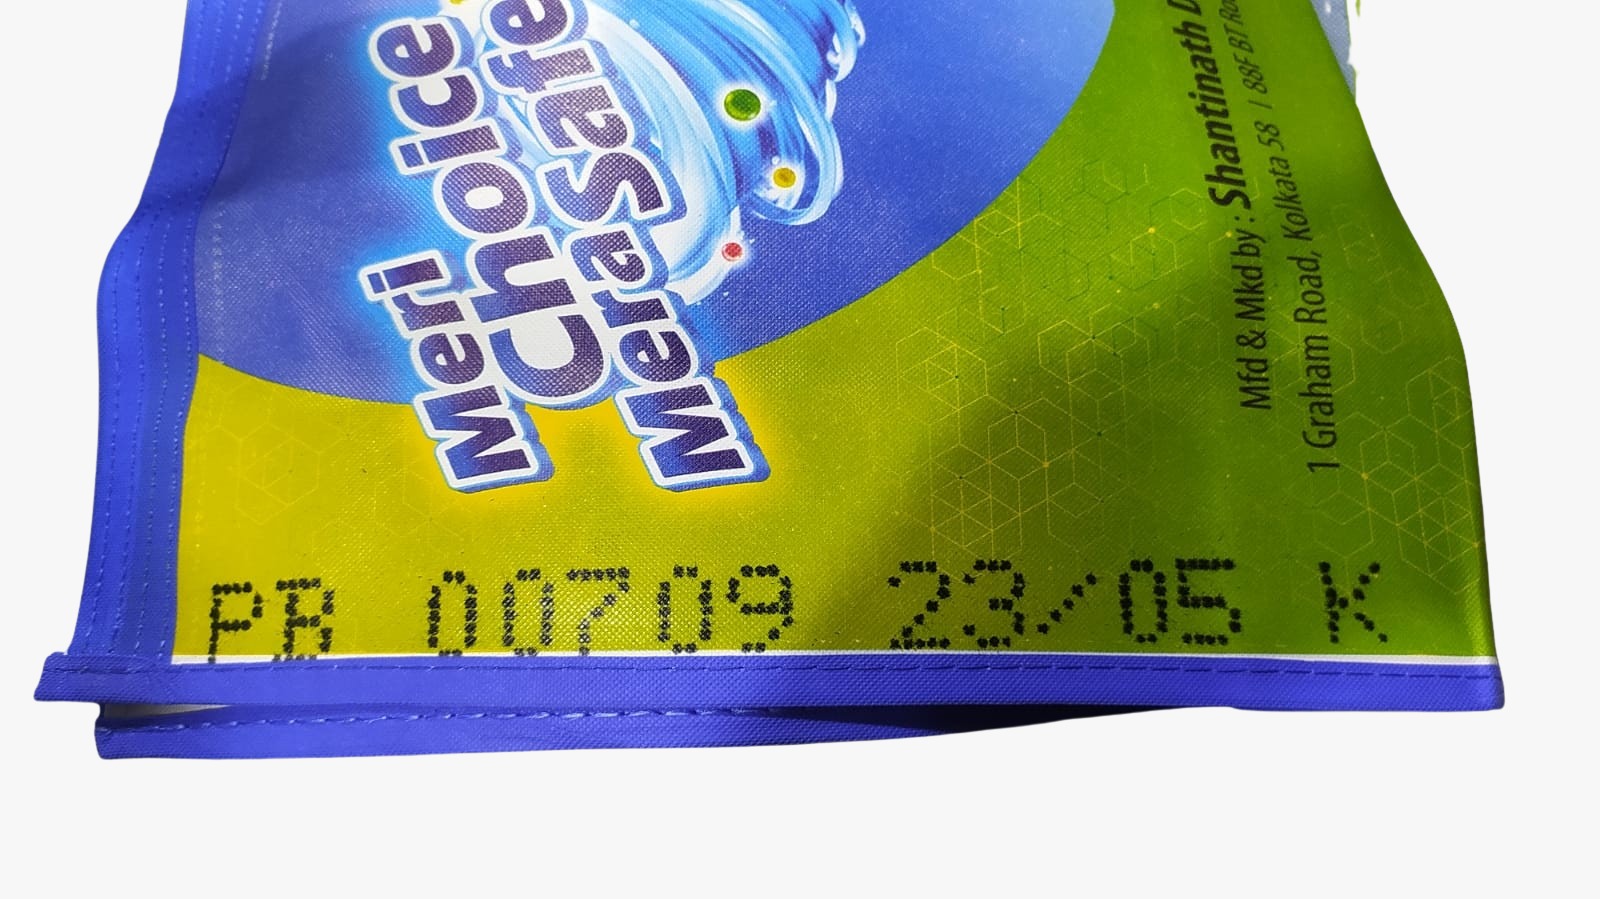 Meri
Choice
Mera Safe
Mfd & Mkd by : Shantinath
1 Graham Road, Kolkata 58 | 88F BT
PB 00709 23/05 K